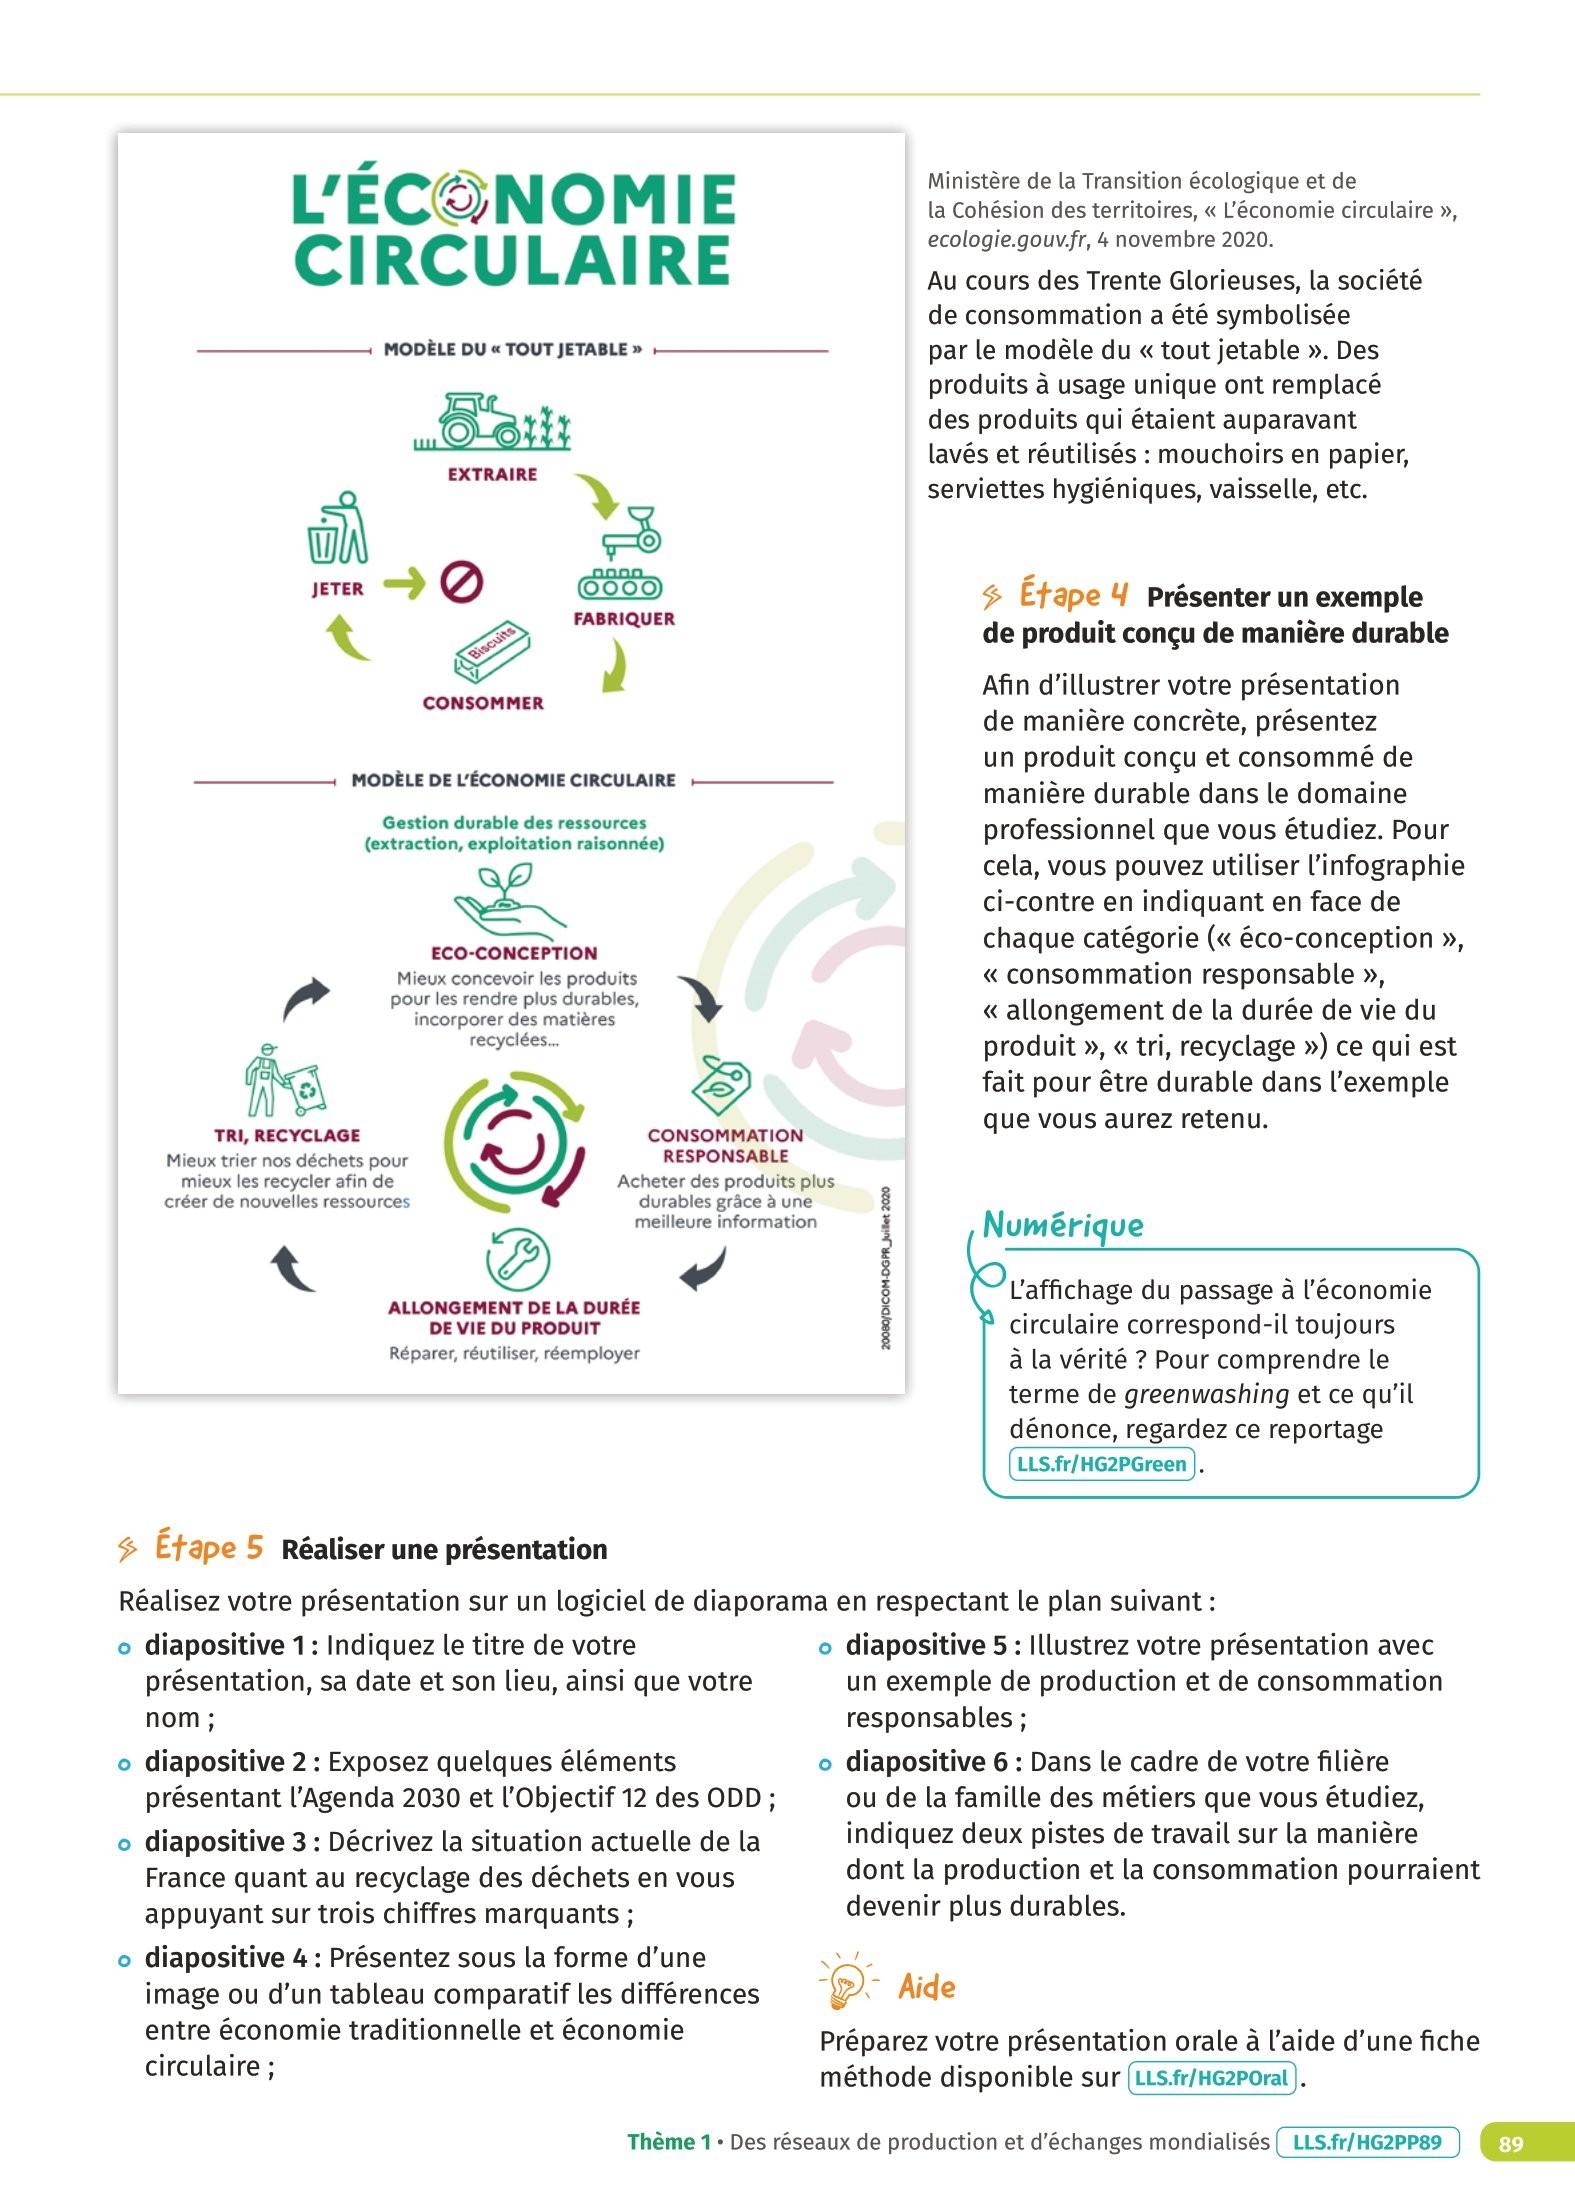 L'ÉCONOMIE
CIRCULAIRE
MODÈLE DU « TOUT JETABLE »
EXTRAIRE
JETER
FABRIQUER
Biscuits
CONSOMMER
MODÈLE DE L'ÉCONOMIE CIRCULAIRE
Gestion durable des ressources
(extraction, exploitation raisonnée)
ECO-CONCEPTION
Mieux concevoir les produits
pour les rendre plus durables,
incorporer des matières
recyclées...
TRI, RECYCLAGE
Mieux trier nos déchets pour
mieux les recycler afin de
créer de nouvelles ressources
CONSOMMATION
RESPONSABLE
Acheter des produits plus
durables grâce à une
meilleure information
ALLONGEMENT DE LA DURÉE
DE VIE DU PRODUIT
Réparer, réutiliser, réemployer
20080/DICOM-DGPR_Juillet 2020
Ministère de la Transition écologique et de
la Cohésion des territoires, « L'économie circulaire »,
ecologie.gouv.fr, 4 novembre 2020.
Au cours des Trente Glorieuses, la société
de consommation a été symbolisée
par le modèle du « tout jetable ». Des
produits à usage unique ont remplacé
des produits qui étaient auparavant
lavés et réutilisés : mouchoirs en papier,
serviettes hygiéniques, vaisselle, etc.
Étape 4 Présenter un exemple
de produit conçu de manière durable
Afin d'illustrer votre présentation
de manière concrète, présentez
un produit conçu et consommé de
manière durable dans le domaine
professionnel que vous étudiez. Pour
cela, vous pouvez utiliser l'infographie
ci-contre en indiquant en face de
chaque catégorie (« éco-conception »,
« consommation responsable »,
« allongement de la durée de vie du
produit », « tri, recyclage ») ce qui est
fait pour être durable dans l'exemple
que vous aurez retenu.
Numérique
L'affichage du passage à l'économie
circulaire correspond-il toujours
à la vérité ? Pour comprendre le
terme de greenwashing et ce qu'il
dénonce, regardez ce reportage
LLS.fr/HG2PGreen .
Étape 5 Réaliser une présentation
Réalisez votre présentation sur un logiciel de diaporama en respectant le plan suivant :
diapositive 1 : Indiquez le titre de votre
présentation, sa date et son lieu, ainsi que votre
nom ;
diapositive 2 : Exposez quelques éléments
présentant l'Agenda 2030 et l'Objectif 12 des ODD ;
diapositive 3 : Décrivez la situation actuelle de la
France quant au recyclage des déchets en vous
appuyant sur trois chiffres marquants ;
diapositive 4 : Présentez sous la forme d'une
image ou d'un tableau comparatif les différences
entre économie traditionnelle et économie
circulaire ;
diapositive 5 : Illustrez votre présentation avec
un exemple de production et de consommation
responsables ;
diapositive 6 : Dans le cadre de votre filière
ou de la famille des métiers que vous étudiez,
indiquez deux pistes de travail sur la manière
dont la production et la consommation pourraient
devenir plus durables.
Aide
Préparez votre présentation orale à l'aide d'une fiche
méthode disponible sur LLS.fr/HG2POral .
Thème 1 • Des réseaux de production et d'échanges mondialisés LLS.fr/HG2PP89 89